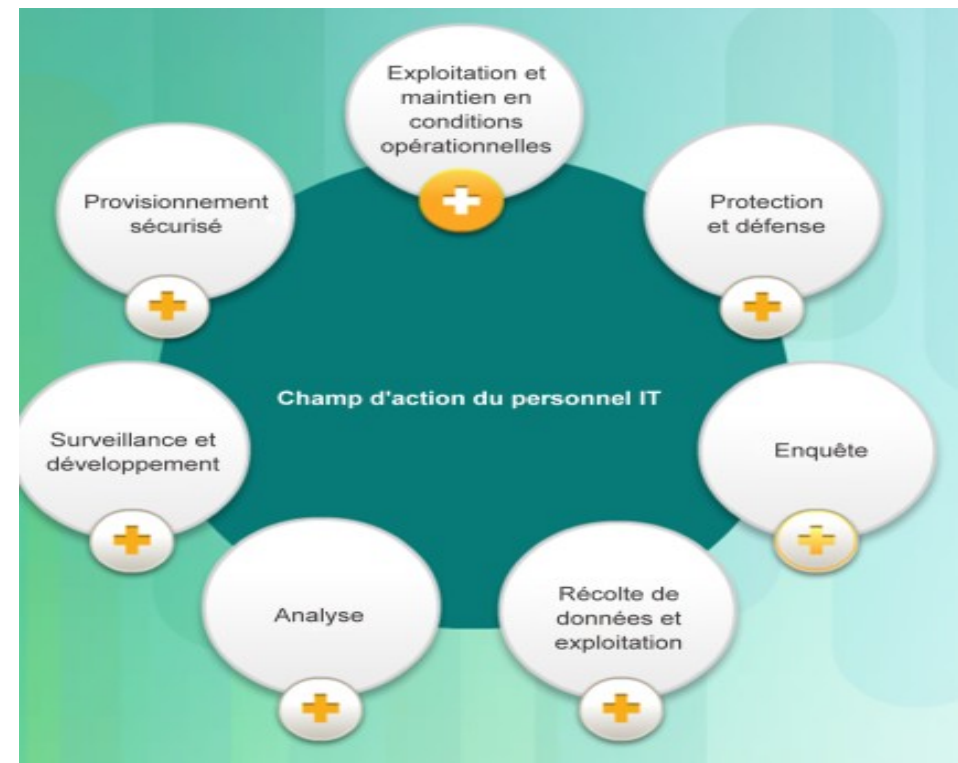 Exploitation et
maintien en
conditions
opérationnelles
Provisionnement
sécurisé
Protection
et défense
Champ d'action du personnel IT
Surveillance et
développement
Enquête
Analyse
Récolte de
données et
exploitation